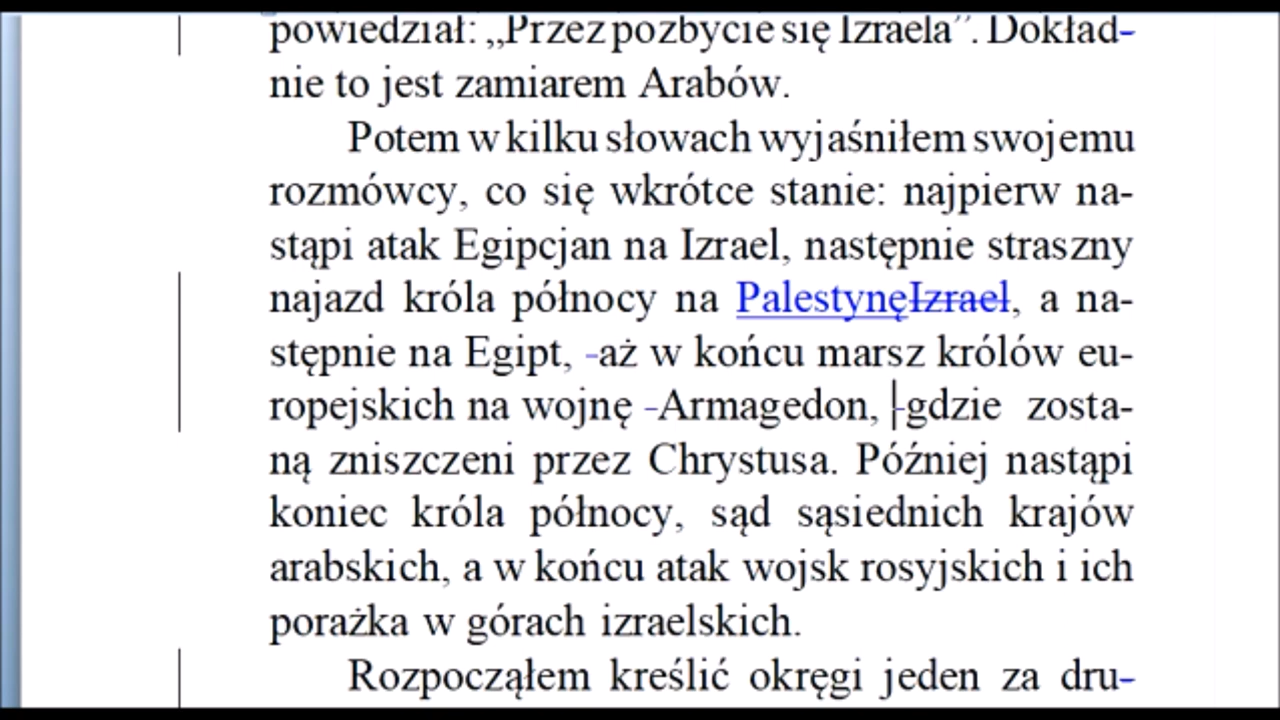 powiedział: „Przez pozbycie się Izraela”. Dokład-
nie to jest zamiarem Arabów.
Potem w kilku słowach wyjaśniłem swojemu
rozmówcy, co się wkrótce stanie: najpierw na-
stąpi atak Egipcjan na Izrael, następnie straszny
najazd króla północy na PalestynęIzrael, a na-
stępnie na Egipt, -aż w końcu marsz królów eu-
ropejskich na wojnę -Armagedon, -gdzie zosta-
ną zniszczeni przez Chrystusa. Później nastąpi
koniec króla północy, sąd sąsiednich krajów
arabskich, a w końcu atak wojsk rosyjskich i ich
porażka w górach izraelskich.
Rozpocząłem kreślić okręgi jeden za dru-